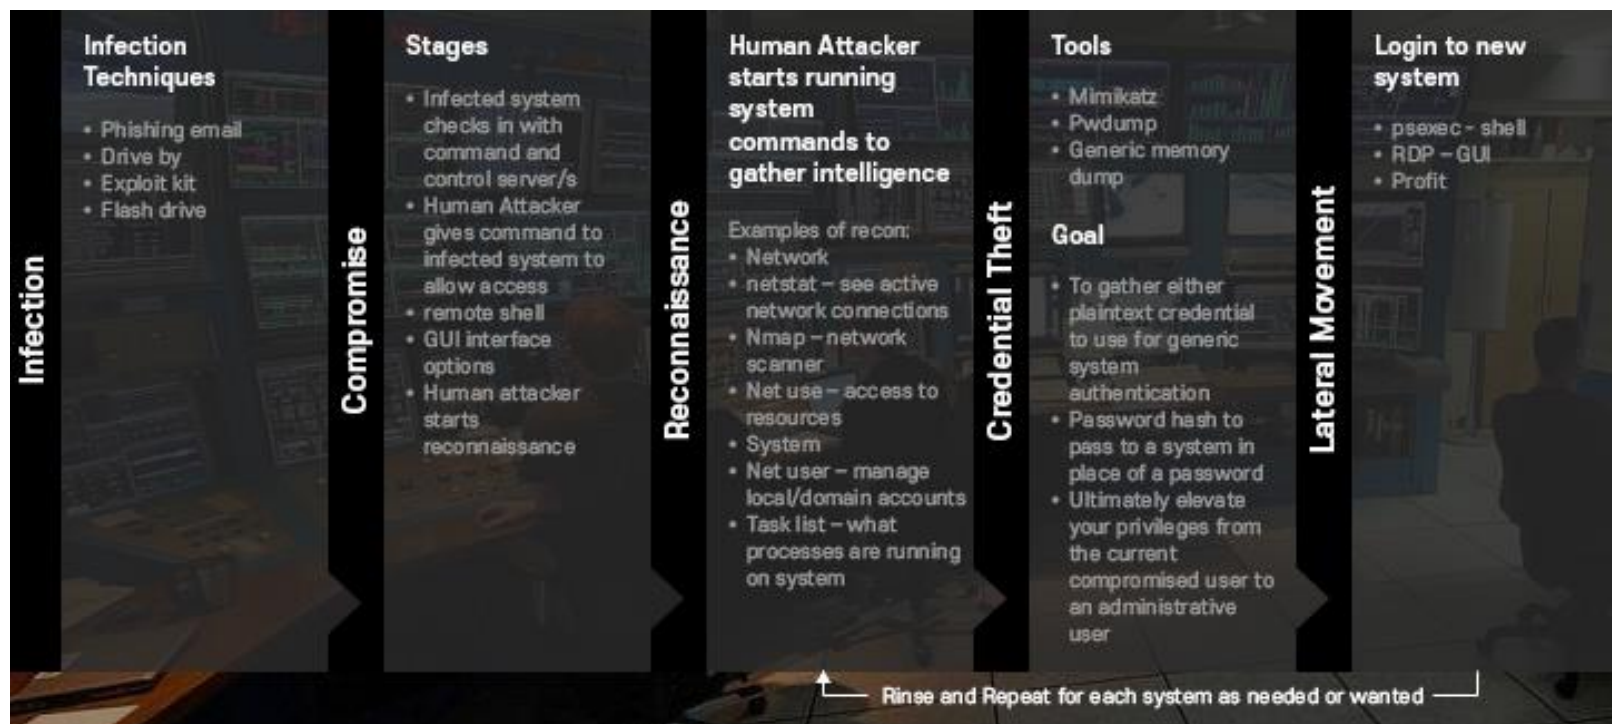 Infection
Infection
Techniques
• Phishing email
• Drive by
• Exploit kit
• Flash drive
Compromise
Stages
• Infected system
checks in with
command and
control server/s
• Human Attacker
gives command to
infected system to
allow access
• remote shell
• GUI interface
options
• Human attacker
starts
reconnaissance
Reconnaissance
Human Attacker
starts running
system
commands to
gather intelligence
Examples of recon:
• Network
• netstat – see active
network connections
• Nmap – network
scanner
• Net use – access to
resources
• System
• Net user – manage
local/domain accounts
• Task list – what
processes are running
on system
Credential Theft
Tools
• Mimikatz
• Pwdump
• Generic memory
dump
Goal
• To gather either
plaintext credential
to use for generic
system
authentication
• Password hash to
pass to a system in
place of a password
• Ultimately elevate
your privileges from
the current
compromised user to
an administrative
user
Lateral Movement
Login to new
system
• psexec - shell
• RDP – GUI
• Profit
Rinse and Repeat for each system as needed or wanted